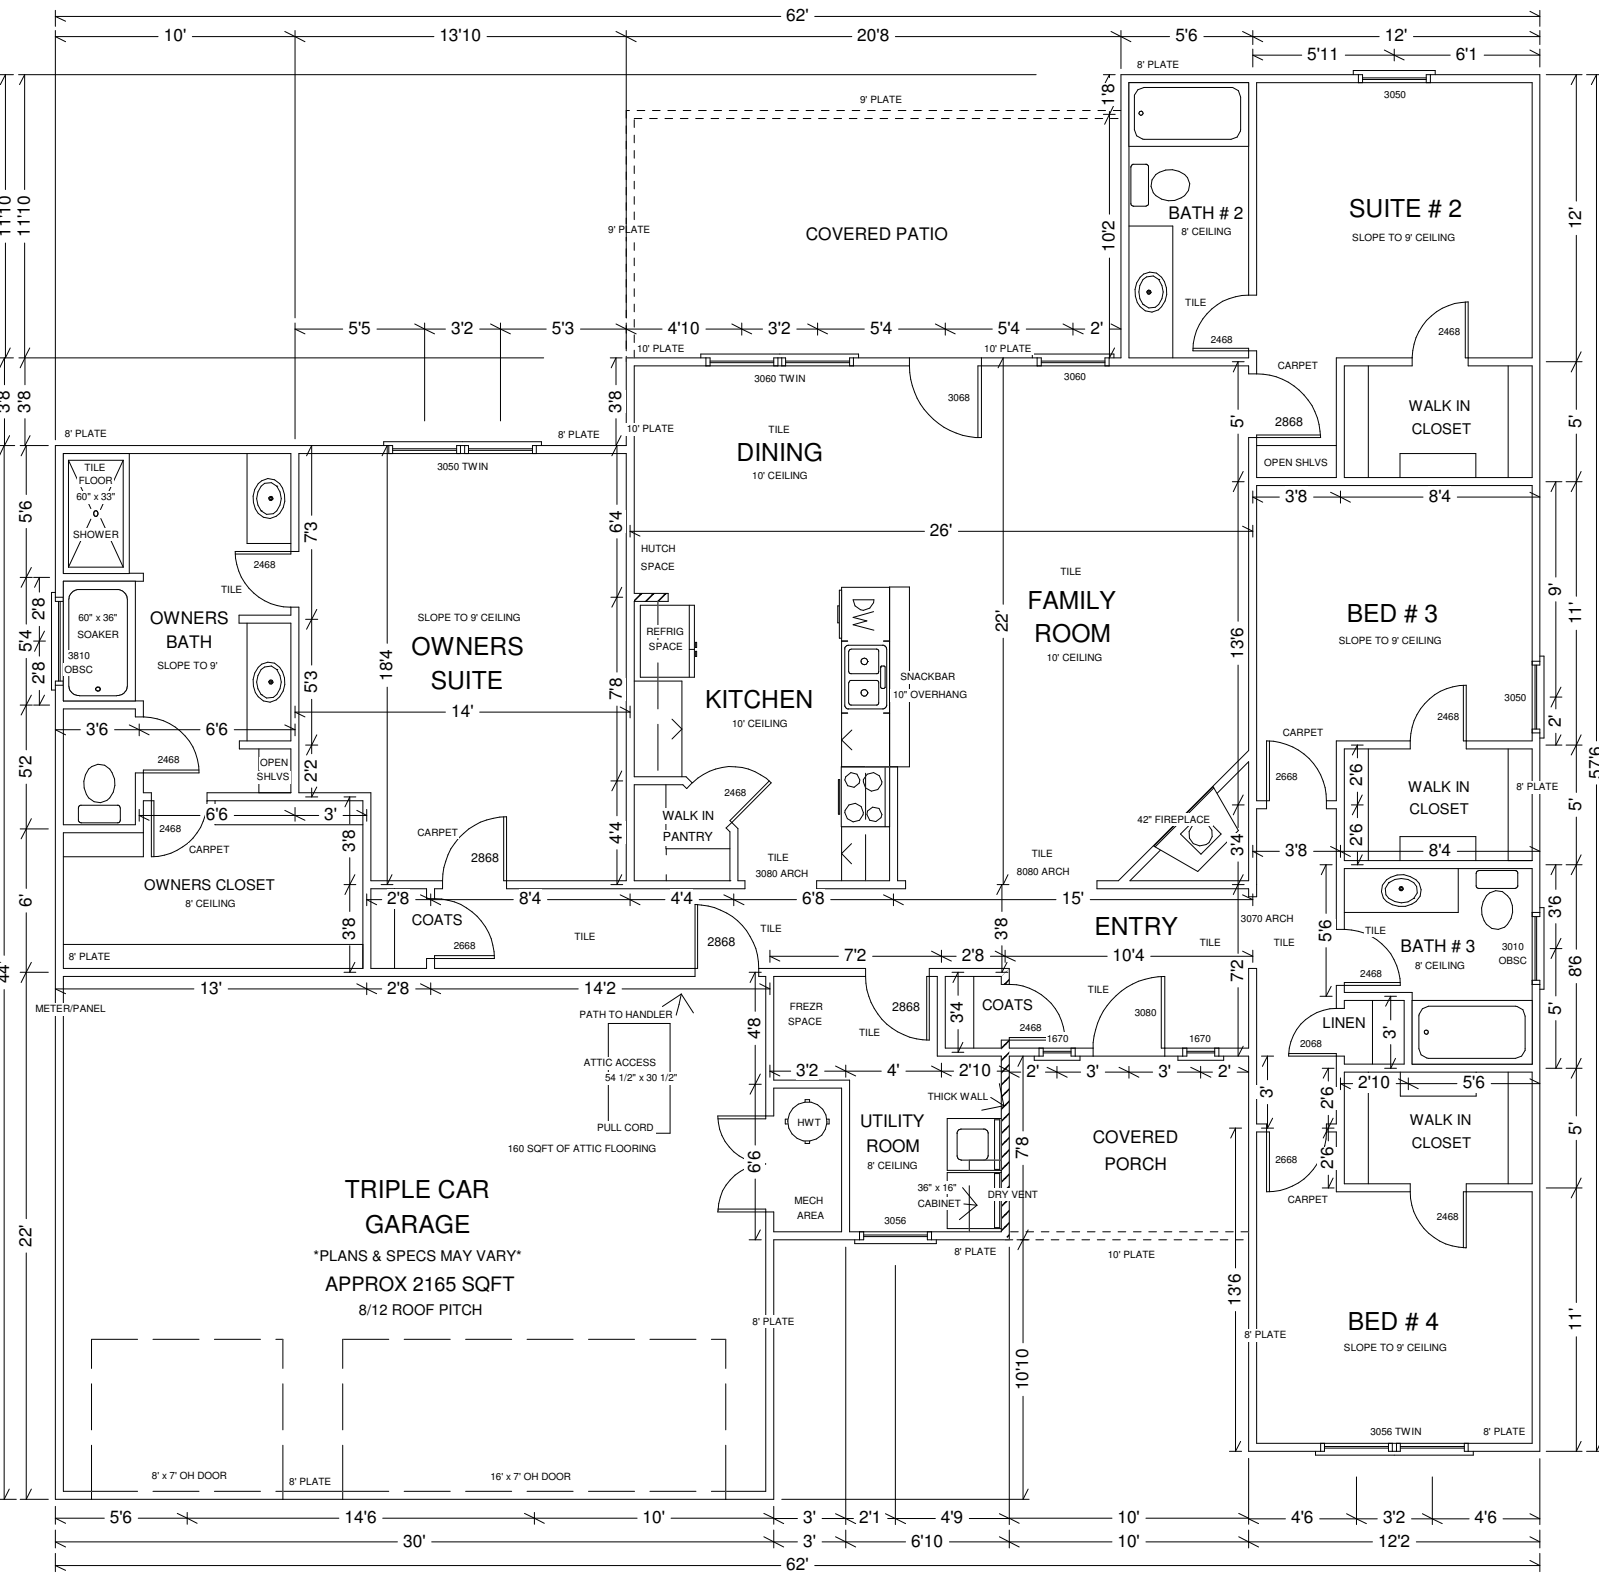 62'
10' 13'10 20'8 5'6 12'
5'11 6'1
8' PLATE
3050
1'8
9' PLATE
11'10 11'10
9' PLATE
COVERED PATIO
10'2
BATH # 2
8' CEILING
SUITE # 2
SLOPE TO 9' CEILING
12'
TILE
2468
2468
5'5 3'2 5'3 4'10 3'2 5'4 5'4 2'
10' PLATE
10' PLATE
3060 TWIN
3060
3068
CARPET
3'8 3'8 3'8
8' PLATE
8' PLATE
10' PLATE
TILE
DINING
10' CEILING
5'
2868
WALK IN
CLOSET
5'
OPEN SHLVS
3050 TWIN
TILE
FLOOR
60" x 33"
SHOWER
5'6
7'3
6'4
3'8 8'4
26'
HUTCH
SPACE
2468
TILE
TILE
FAMILY
ROOM
10' CEILING
22'
13'6
BED # 3
SLOPE TO 9' CEILING
9'
11'
60" x 36"
SOAKER
2'8
5'4
2'8
3810
OBSC
OWNERS
BATH
SLOPE TO 9'
SLOPE TO 9' CEILING
OWNERS
SUITE
18'4
5'3
14'
REFRIG
SPACE
7'8
DW
SNACKBAR
10" OVERHANG
KITCHEN
10' CEILING
3050
2'
2468
CARPET
3'6 6'6
5'2
2468
OPEN
SHLVS
2'2
2468
WALK IN
PANTRY
4'4
2668
2'6
2'6
WALK IN
CLOSET
8' PLATE
5'
57'6
6'6 3'
2468
CARPET
3'8
CARPET
2868
42" FIREPLACE
3'4
3'8 8'4
TILE
3080 ARCH
TILE
8080 ARCH
OWNERS CLOSET
8' CEILING
6'
2'8 8'4 4'4 6'8 15'
3'8
COATS
2668
TILE
2868
TILE
3'8
ENTRY
TILE
3070 ARCH
TILE
5'6
TILE
BATH # 3
8' CEILING
3010
OBSC
3'6
8'6
2468
8' PLATE
44'
7'2 2'8 10'4
7'2
METER/PANEL
13' 2'8 14'2
PATH TO HANDLER
4'8
FREZR
SPACE
TILE
2868
3'4
COATS
2468
TILE
3080
1670 1670
2068
LINEN
3'
5'
ATTIC ACCESS
54 1/2" x 30 1/2"
PULL CORD
160 SQFT OF ATTIC FLOORING
3'2 4' 2'10 2' 3' 3' 2'
3'
2'6
2'10 5'6
THICK WALL
HWT
UTILITY
ROOM
8' CEILING
7'8
COVERED
PORCH
WALK IN
CLOSET
5'
6'6
2668
2'6
CARPET
36" x 16"
CABINET
DRY VENT
MECH
AREA
3056
2468
TRIPLE CAR
GARAGE
*PLANS & SPECS MAY VARY*
APPROX 2165 SQFT
8/12 ROOF PITCH
22'
8' PLATE
10' PLATE
13'6
8' PLATE
8' PLATE
BED # 4
SLOPE TO 9' CEILING
11'
10'10
3056 TWIN
8' PLATE
8' x 7' OH DOOR
8' PLATE
16' x 7' OH DOOR
5'6 14'6 10' 3' 2'1 4'9 10' 4'6 3'2 4'6
30' 3' 6'10 10' 12'2
62'